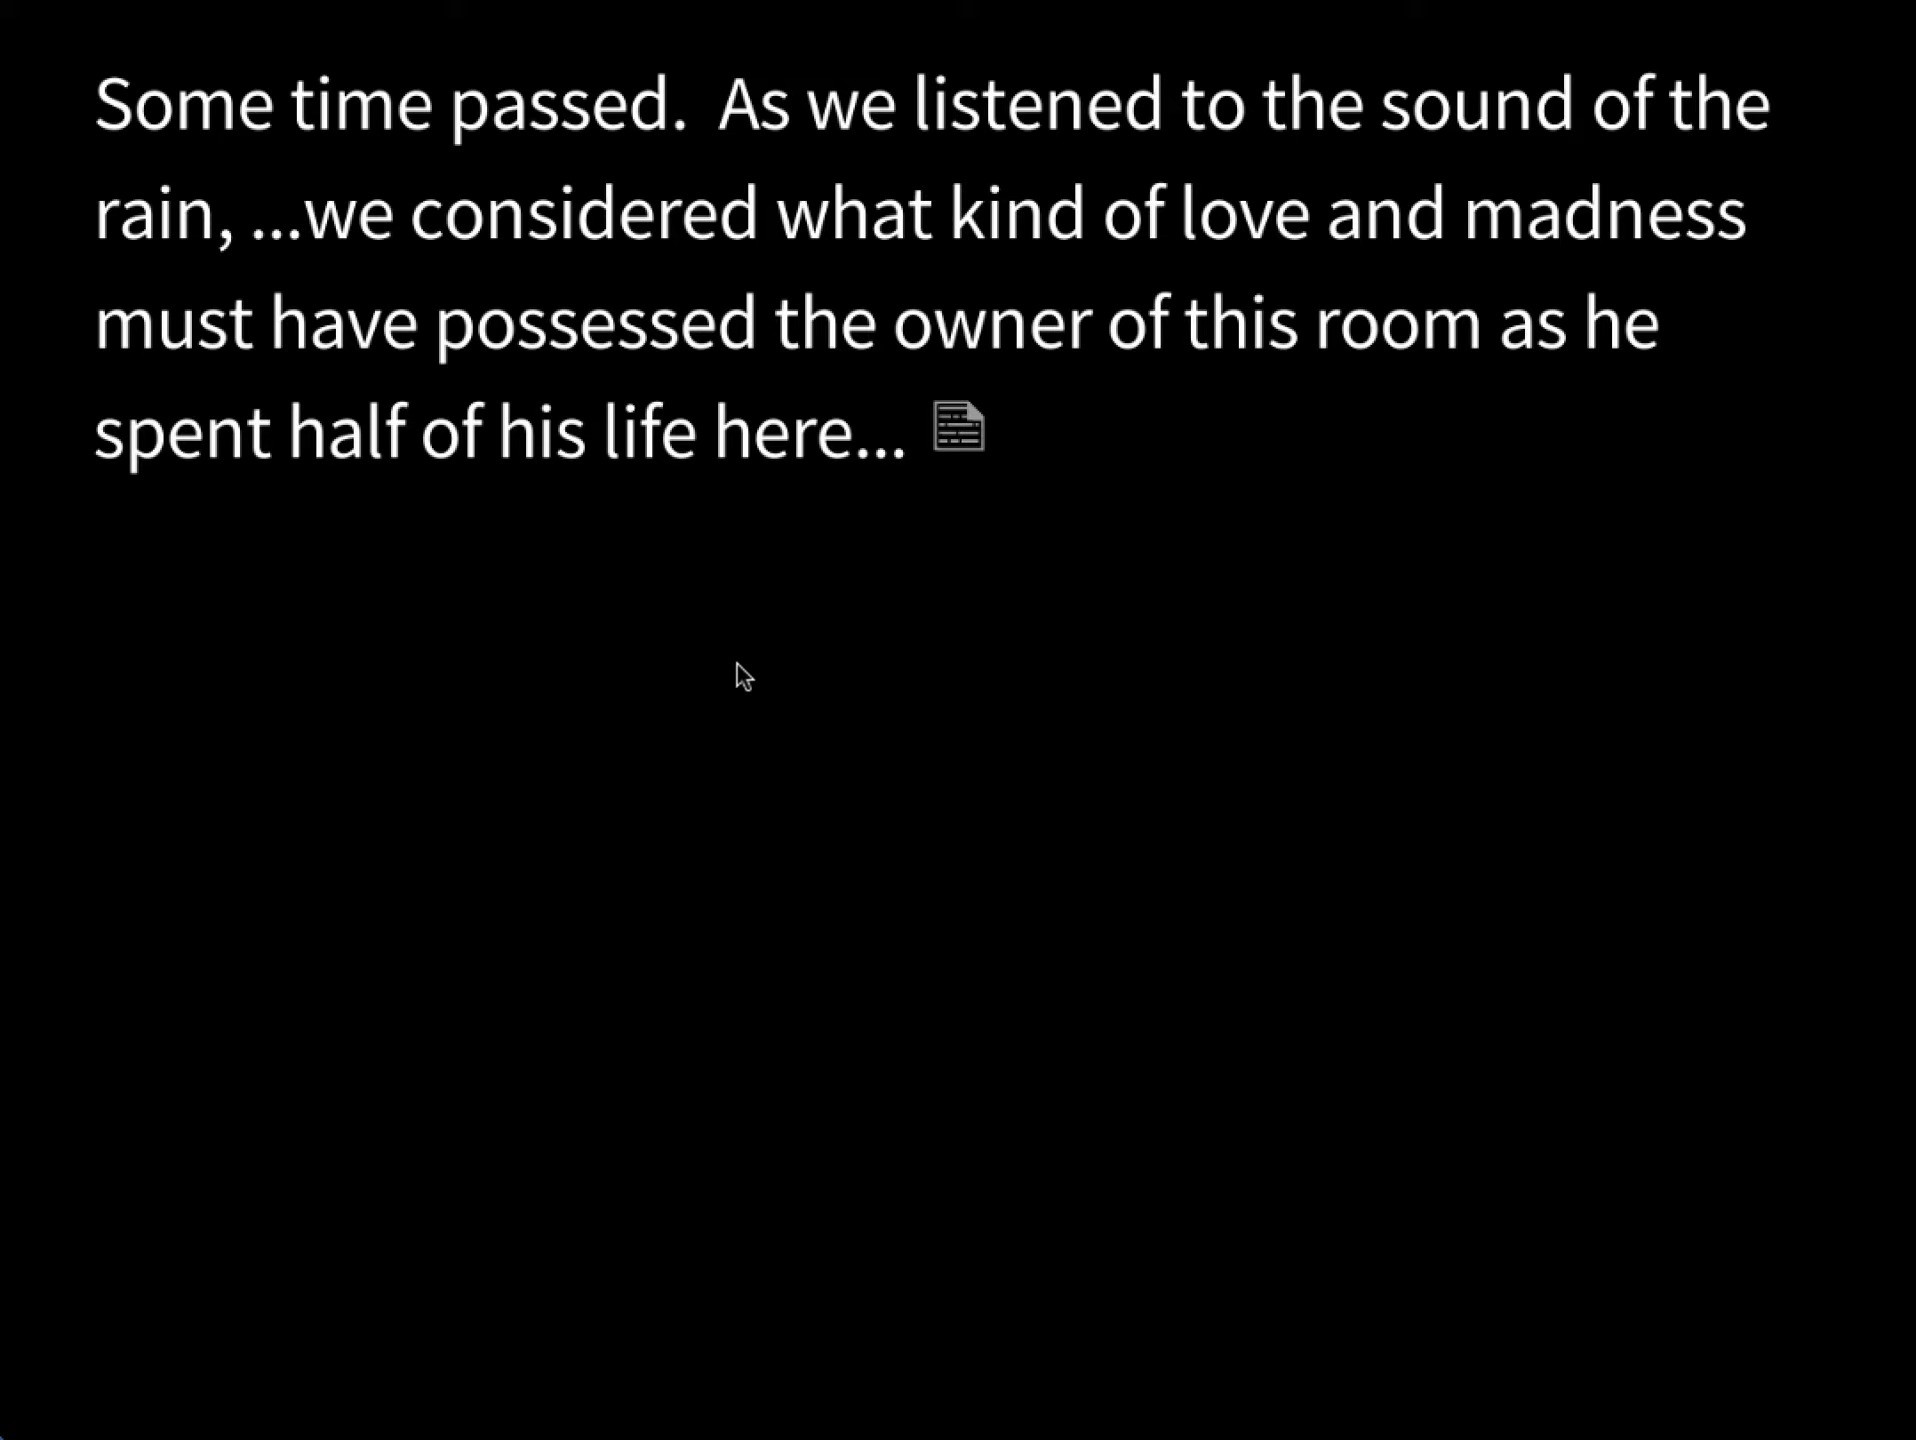 Some time passed.  As we listened to the sound of the
rain, ...we considered what kind of love and madness
must have possessed the owner of this room as he
spent half of his life here...